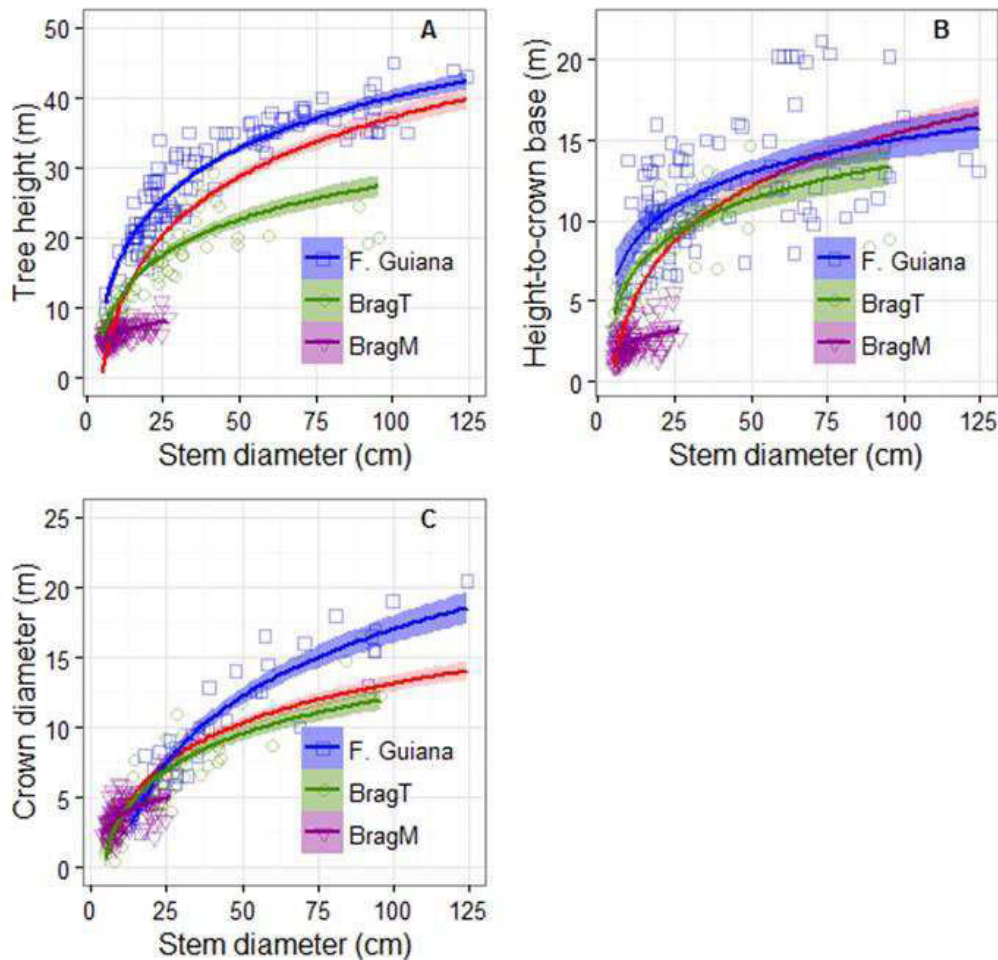 A
Tree height (m)
50
40
30
20
10
0
F. Guiana
BragT
BragM
0 25 50 75 100 125
Stem diameter (cm)
B
Height-to-crown base (m)
20
15
10
5
0
F. Guiana
BragT
BragM
0 25 50 75 100 125
Stem diameter (cm)
C
Crown diameter (m)
25
20
15
10
5
0
F. Guiana
BragT
BragM
0 25 50 75 100 125
Stem diameter (cm)